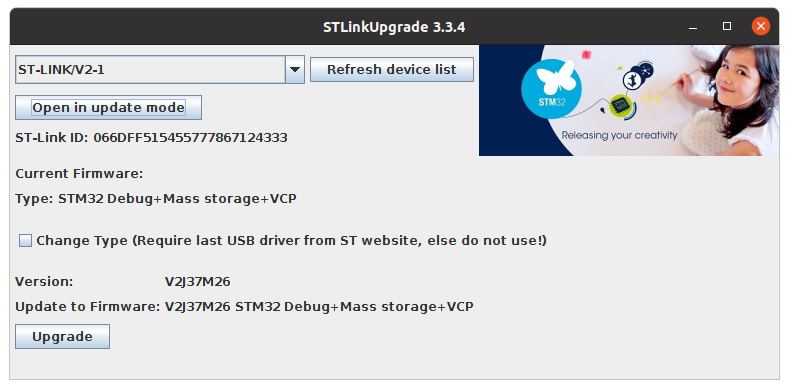 STLinkUpgrade 3.3.4
ST-LINK/V2-1
Refresh device list
Open in update mode
STM32
Releasing your creativity
ST-Link ID: 066DFF515455777867124333
Current Firmware:
Type: STM32 Debug+Mass storage+VCP
Change Type (Require last USB driver from ST website, else do not use!)
Version: V2J37M26
Update to Firmware: V2J37M26 STM32 Debug+Mass storage+VCP
Upgrade